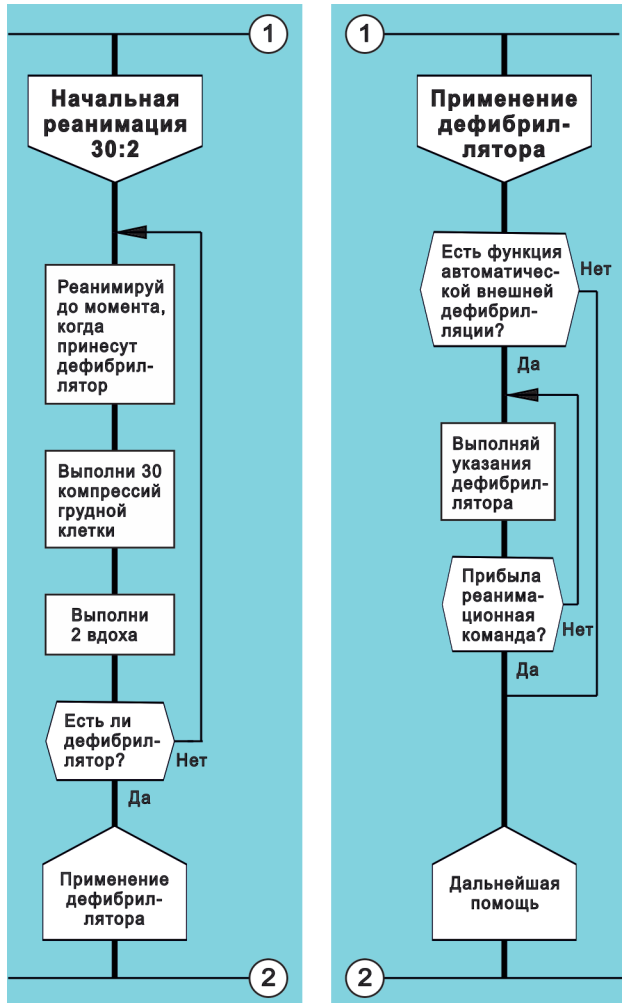 1
Начальная
реанимация
30:2
Реанимируй
до момента,
когда
принесут
дефибрил-
лятор
Выполни 30
компрессий
грудной
клетки
Выполни
2 вдоха
Есть ли
дефибрил-
лятор?
Нет
Да
Применение
дефибрил-
лятора
2
1
Применение
дефибрил-
лятора
Есть функция
автоматичес-
кой внешней
дефибрил-
ляции?
Нет
Да
Выполняй
указания
дефибрил-
лятора
Прибыла
реанима-
ционная
команда?
Нет
Да
Дальнейшая
помощь
2